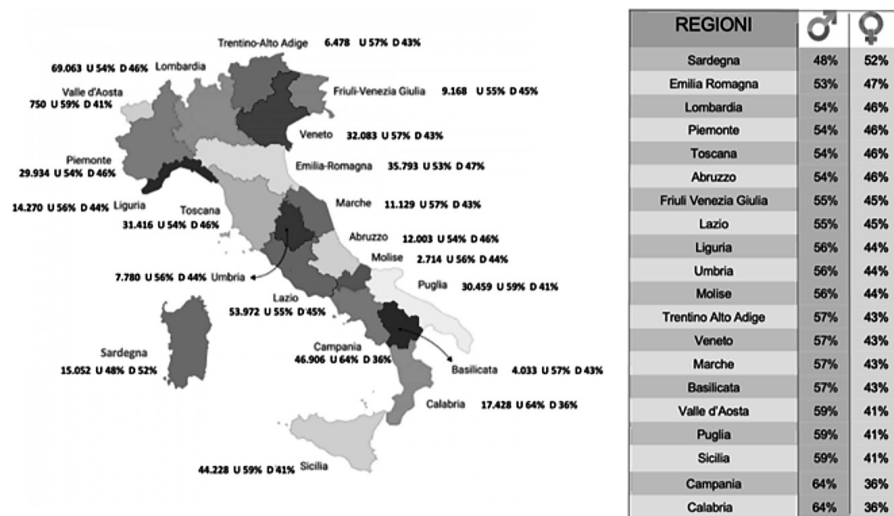 Trentino-Alto Adige 6.478 U 57% D 43%
69.063 U 54% D 46% Lombardia
Valle d'Aosta
750 U 59% D 41%
Friuli-Venezia Giulia 9.168 U 55% D 45%
Veneto
32.083 U 57% D 43%
Piemonte
29.934 U 54% D 46%
Emilia-Romagna 35.793 U 53% D 47%
Liguria
14.270 U 56% D 44%
Toscana
31.416 U 54% D 46%
Marche 11.129 U 57% D 43%
Abruzzo 12.003 U 54% D 46%
Molise 2.714 U 56% D 44%
7.780 U 56% D 44% Umbria
Puglia
30.459 U 59% D 41%
Lazio
53.972 U 55% D 45%
Campania
46.906 U 64% D 36%
Sardegna
15.052 U 48% D 52%
Basilicata 4.033 U 57% D 43%
Calabria 17.428 U 64% D 36%
44.228 U 59% D 41% Sicilia
REGIONI ♂ ♀
Sardegna 48% 52%
Emilia Romagna 53% 47%
Lombardia 54% 46%
Piemonte 54% 46%
Toscana 54% 46%
Abruzzo 54% 46%
Friuli Venezia Giulia 55% 45%
Lazio 55% 45%
Liguria 56% 44%
Umbria 56% 44%
Molise 56% 44%
Trentino Alto Adige 57% 43%
Veneto 57% 43%
Marche 57% 43%
Basilicata 57% 43%
Valle d'Aosta 59% 41%
Puglia 59% 41%
Sicilia 59% 41%
Campania 64% 36%
Calabria 64% 36%